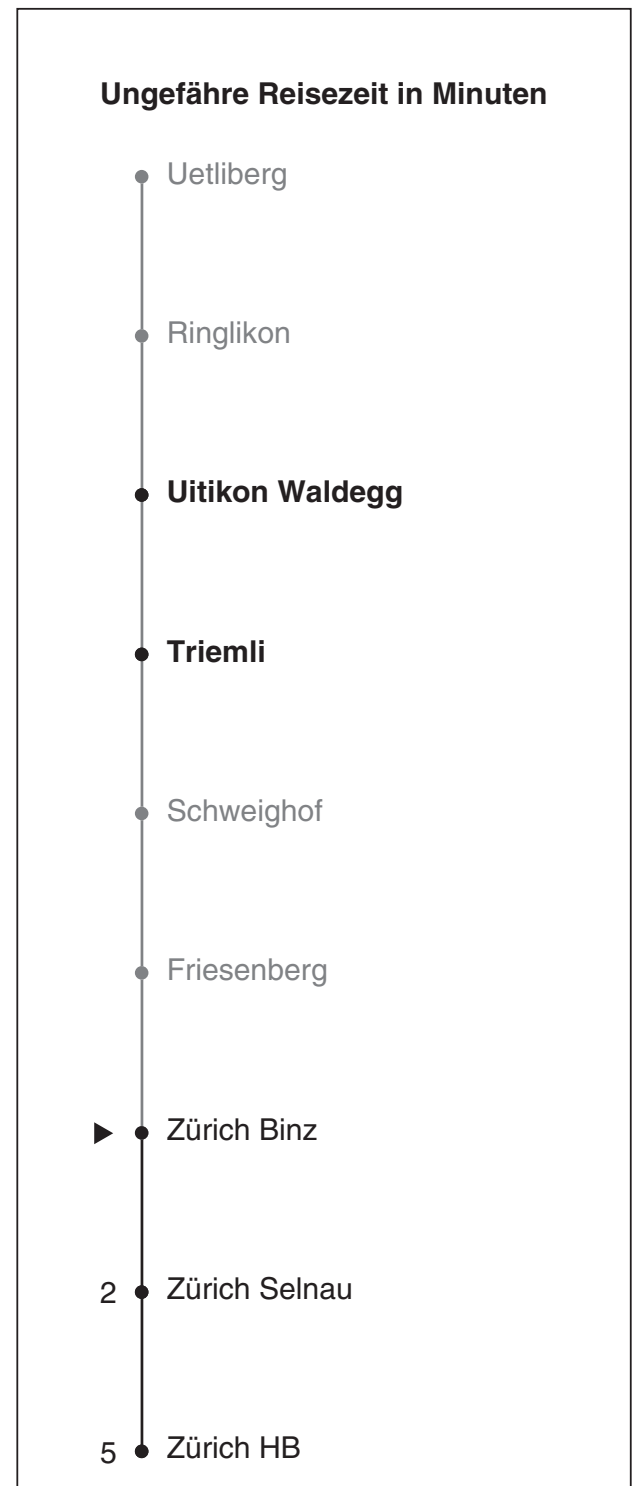 Ungefähre Reisezeit in Minuten
Uetliberg
Ringlikon
Uitikon Waldegg
Triemli
Schweighof
Friesenberg
Zürich Binz
2 Zürich Selnau
5 Zürich HB